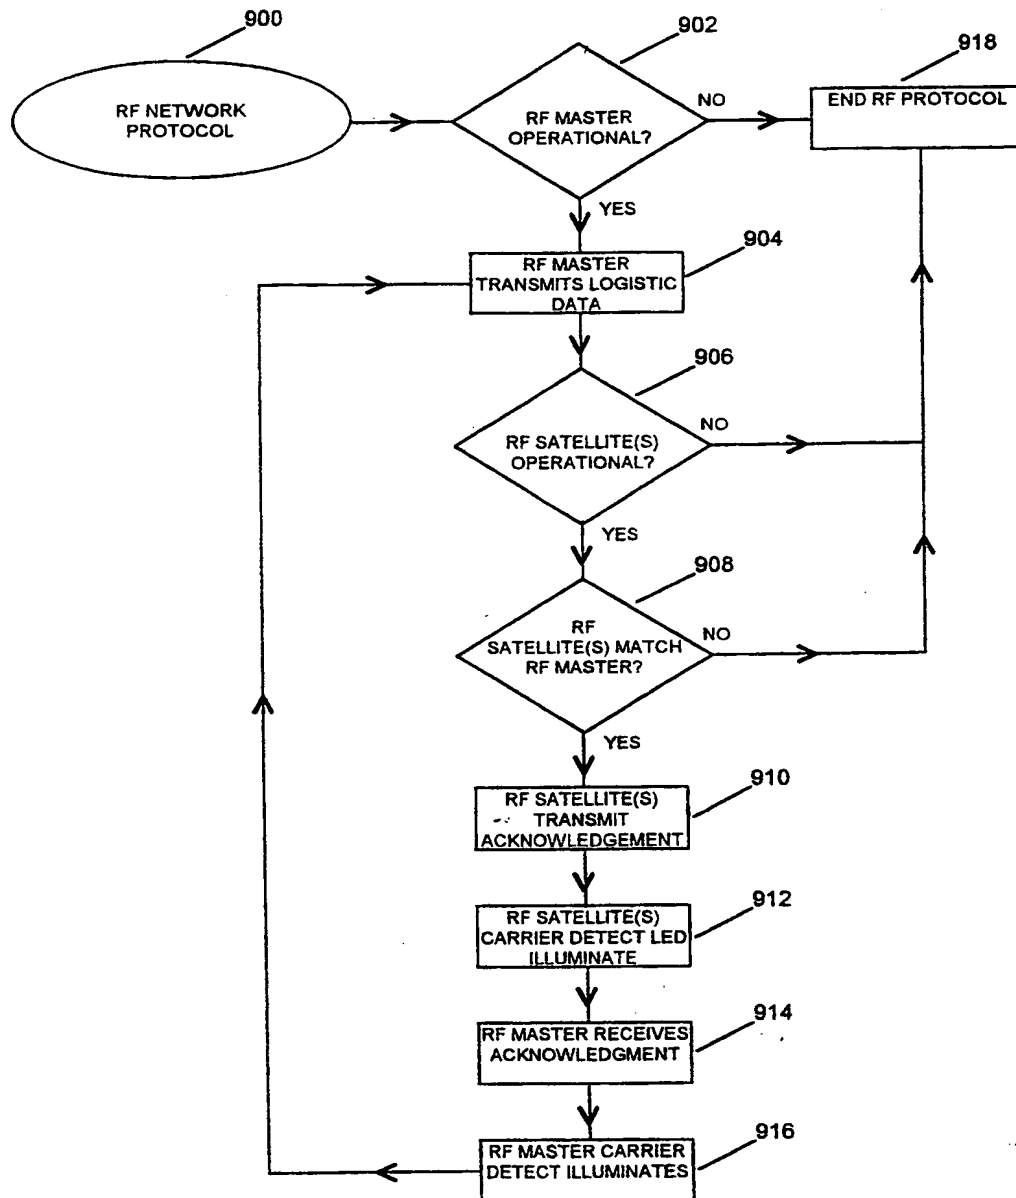 900
RF NETWORK
PROTOCOL
902
RF MASTER
OPERATIONAL?
NO
918
END RF PROTOCOL
YES
904
RF MASTER
TRANSMITS LOGISTIC
DATA
906
RF SATELLITE(S)
OPERATIONAL?
NO
YES
908
RF
SATELLITE(S) MATCH
RF MASTER?
NO
YES
910
RF SATELLITE(S)
TRANSMIT
ACKNOWLEDGEMENT
912
RF SATELLITE(S)
CARRIER DETECT LED
ILLUMINATE
914
RF MASTER RECEIVES
ACKNOWLEDGMENT
916
RF MASTER CARRIER
DETECT ILLUMINATES